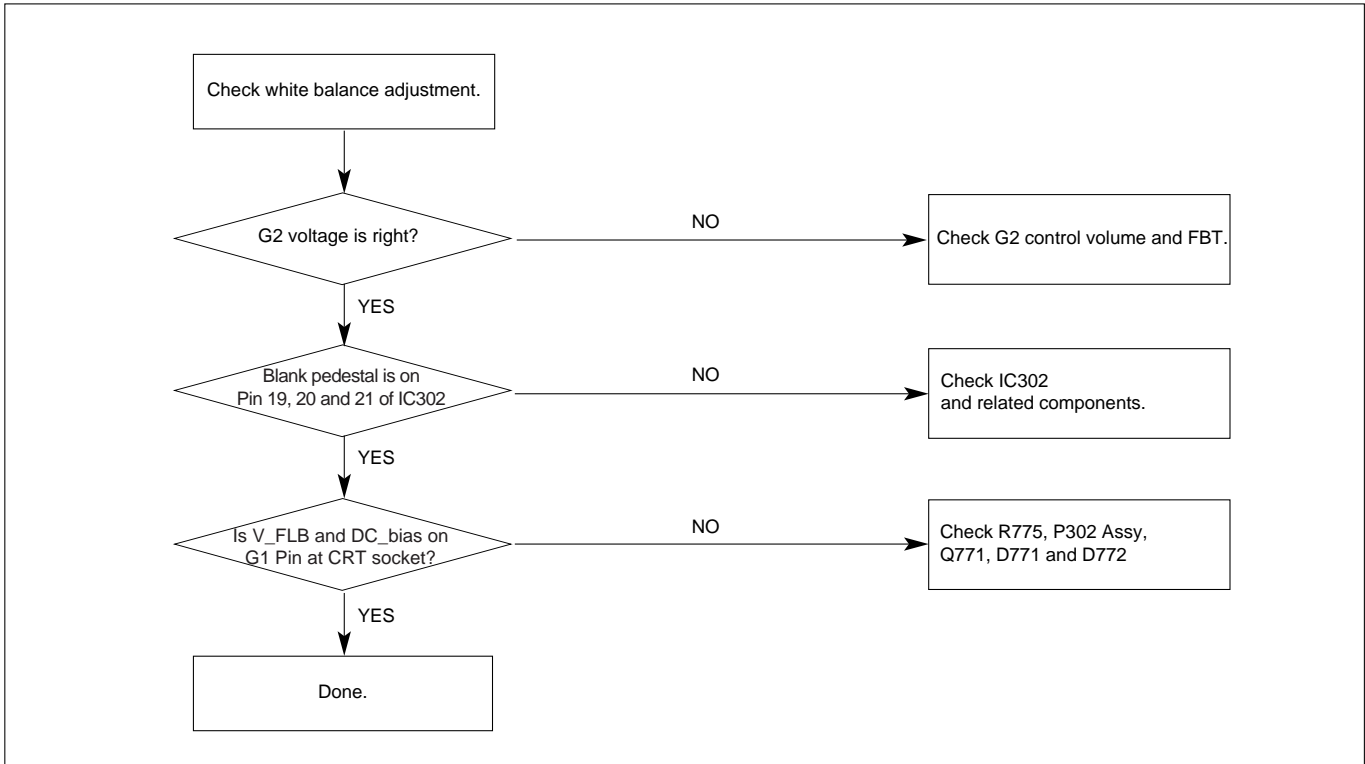 Check white balance adjustment.
G2 voltage is right?
NO
Check G2 control volume and FBT.
YES
Blank pedestal is on
Pin 19, 20 and 21 of IC302
NO
Check IC302
and related components.
YES
Is V_FLB and DC_bias on
G1 Pin at CRT socket?
NO
Check R775, P302 Assy,
Q771, D771 and D772
YES
Done.